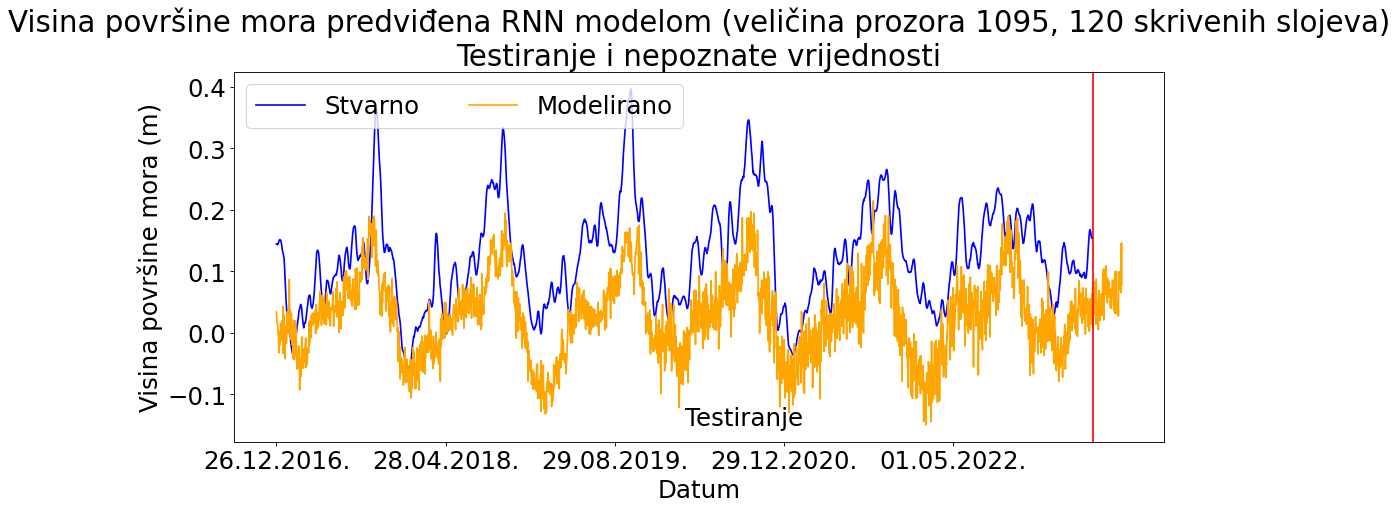 Visina površine mora predviđena RNN modelom (veličina prozora 1095, 120 skrivenih slojeva)
Testiranje i nepoznate vrijednosti
Stvarno
Modelirano
Visina površine mora (m)
0.4
0.3
0.2
0.1
0.0
−0.1
Testiranje
26.12.2016.
28.04.2018.
29.08.2019.
29.12.2020.
01.05.2022.
Datum